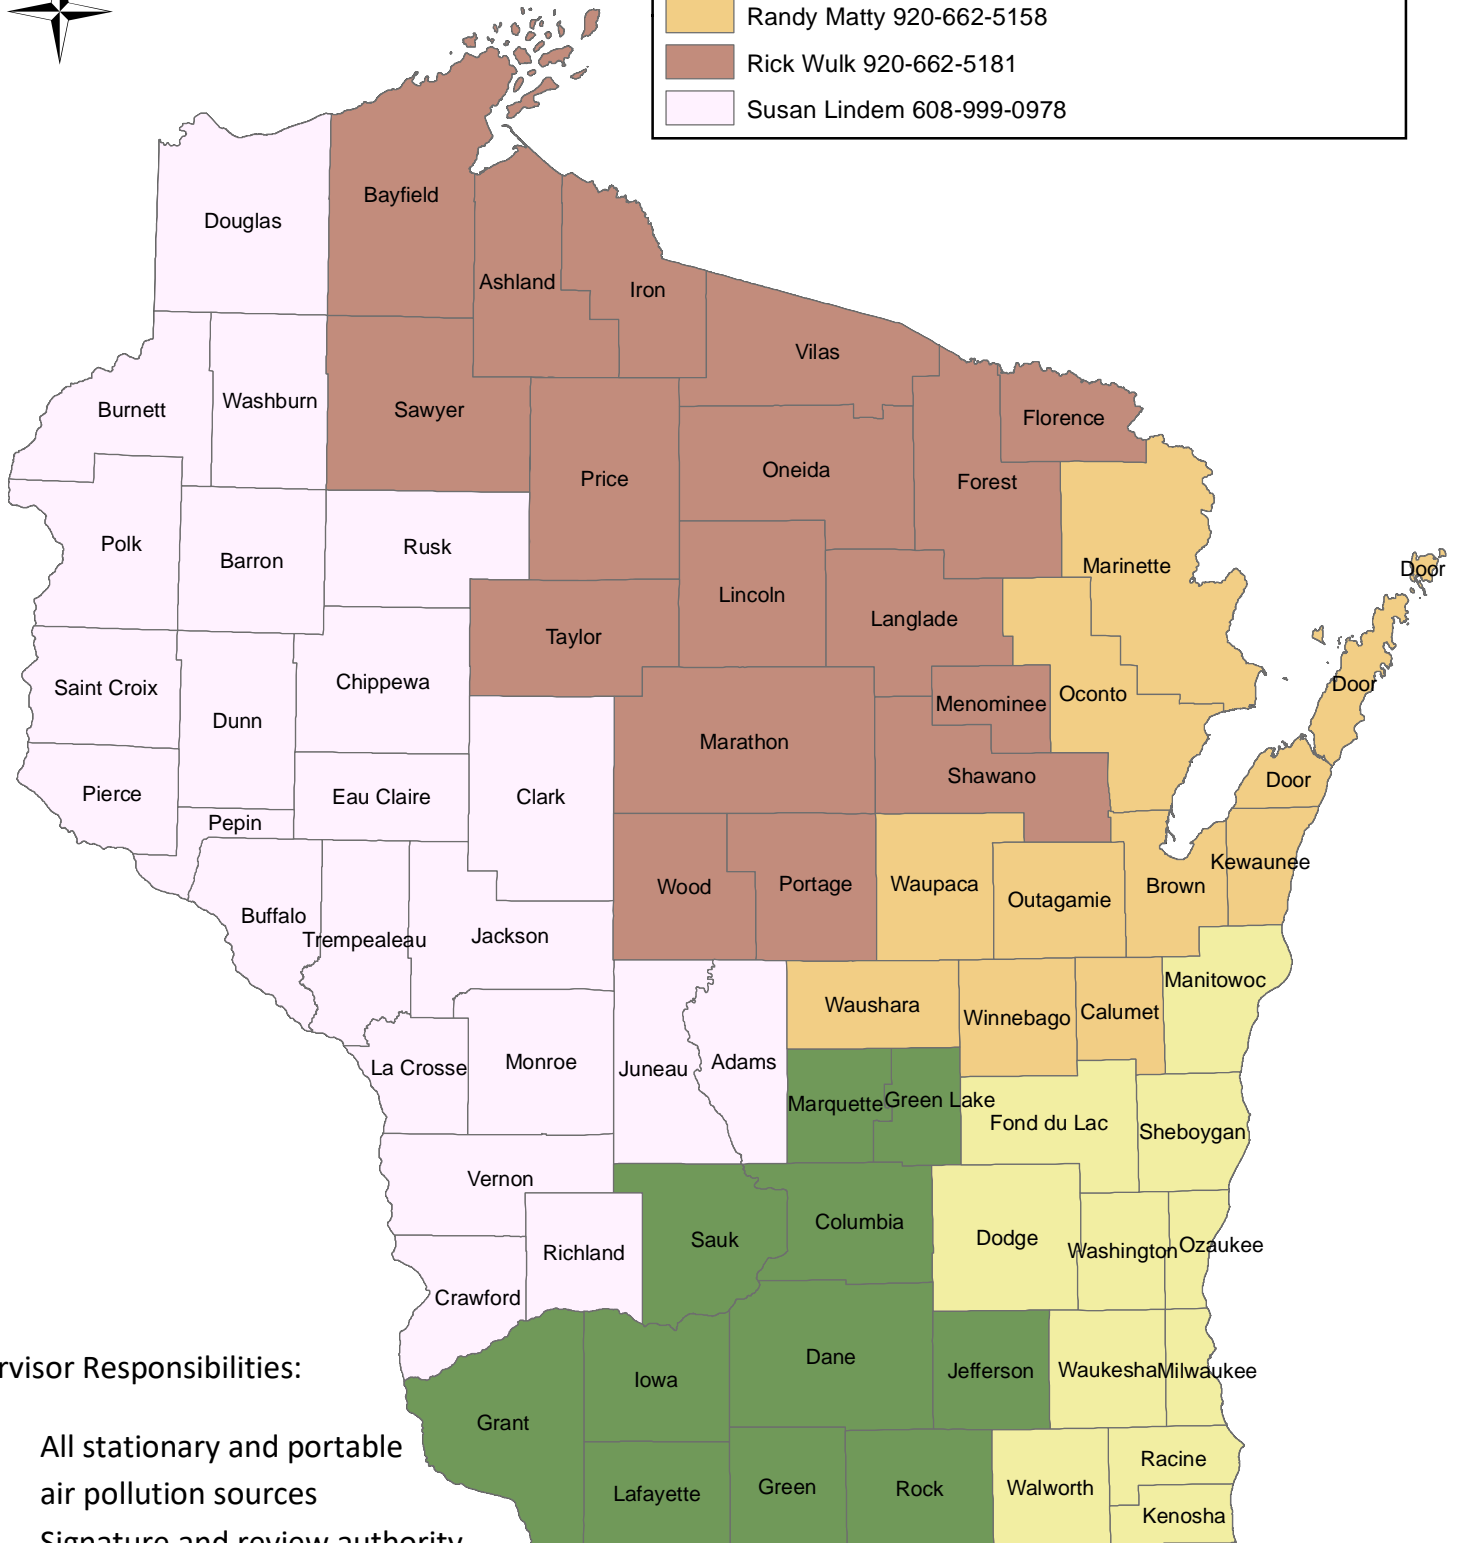 Randy Matty 920-662-5158
Rick Wulk 920-662-5181
Susan Lindem 608-999-0978
Bayfield
Douglas
Ashland
Iron
Vilas
Burnett
Washburn
Sawyer
Florence
Price
Oneida
Forest
Polk
Barron
Rusk
Marinette
Door
Lincoln
Langlade
Taylor
Saint Croix
Chippewa
Door
Dunn
Menominee
Oconto
Marathon
Shawano
Door
Pierce
Eau Claire
Clark
Pepin
Kewaunee
Wood
Portage
Waupaca
Outagamie
Brown
Buffalo
Trempealeau
Jackson
Manitowoc
Waushara
Winnebago
Calumet
La Crosse
Monroe
Juneau
Adams
Marquette
Green Lake
Fond du Lac
Sheboygan
Vernon
Columbia
Sauk
Dodge
Washington
Ozaukee
Richland
Crawford
Dane
Jefferson
Waukesha
Milwaukee
Iowa
Grant
Racine
Lafayette
Green
Rock
Walworth
Kenosha
rvisor Responsibilities:
All stationary and portable
air pollution sources
Signature and review authority